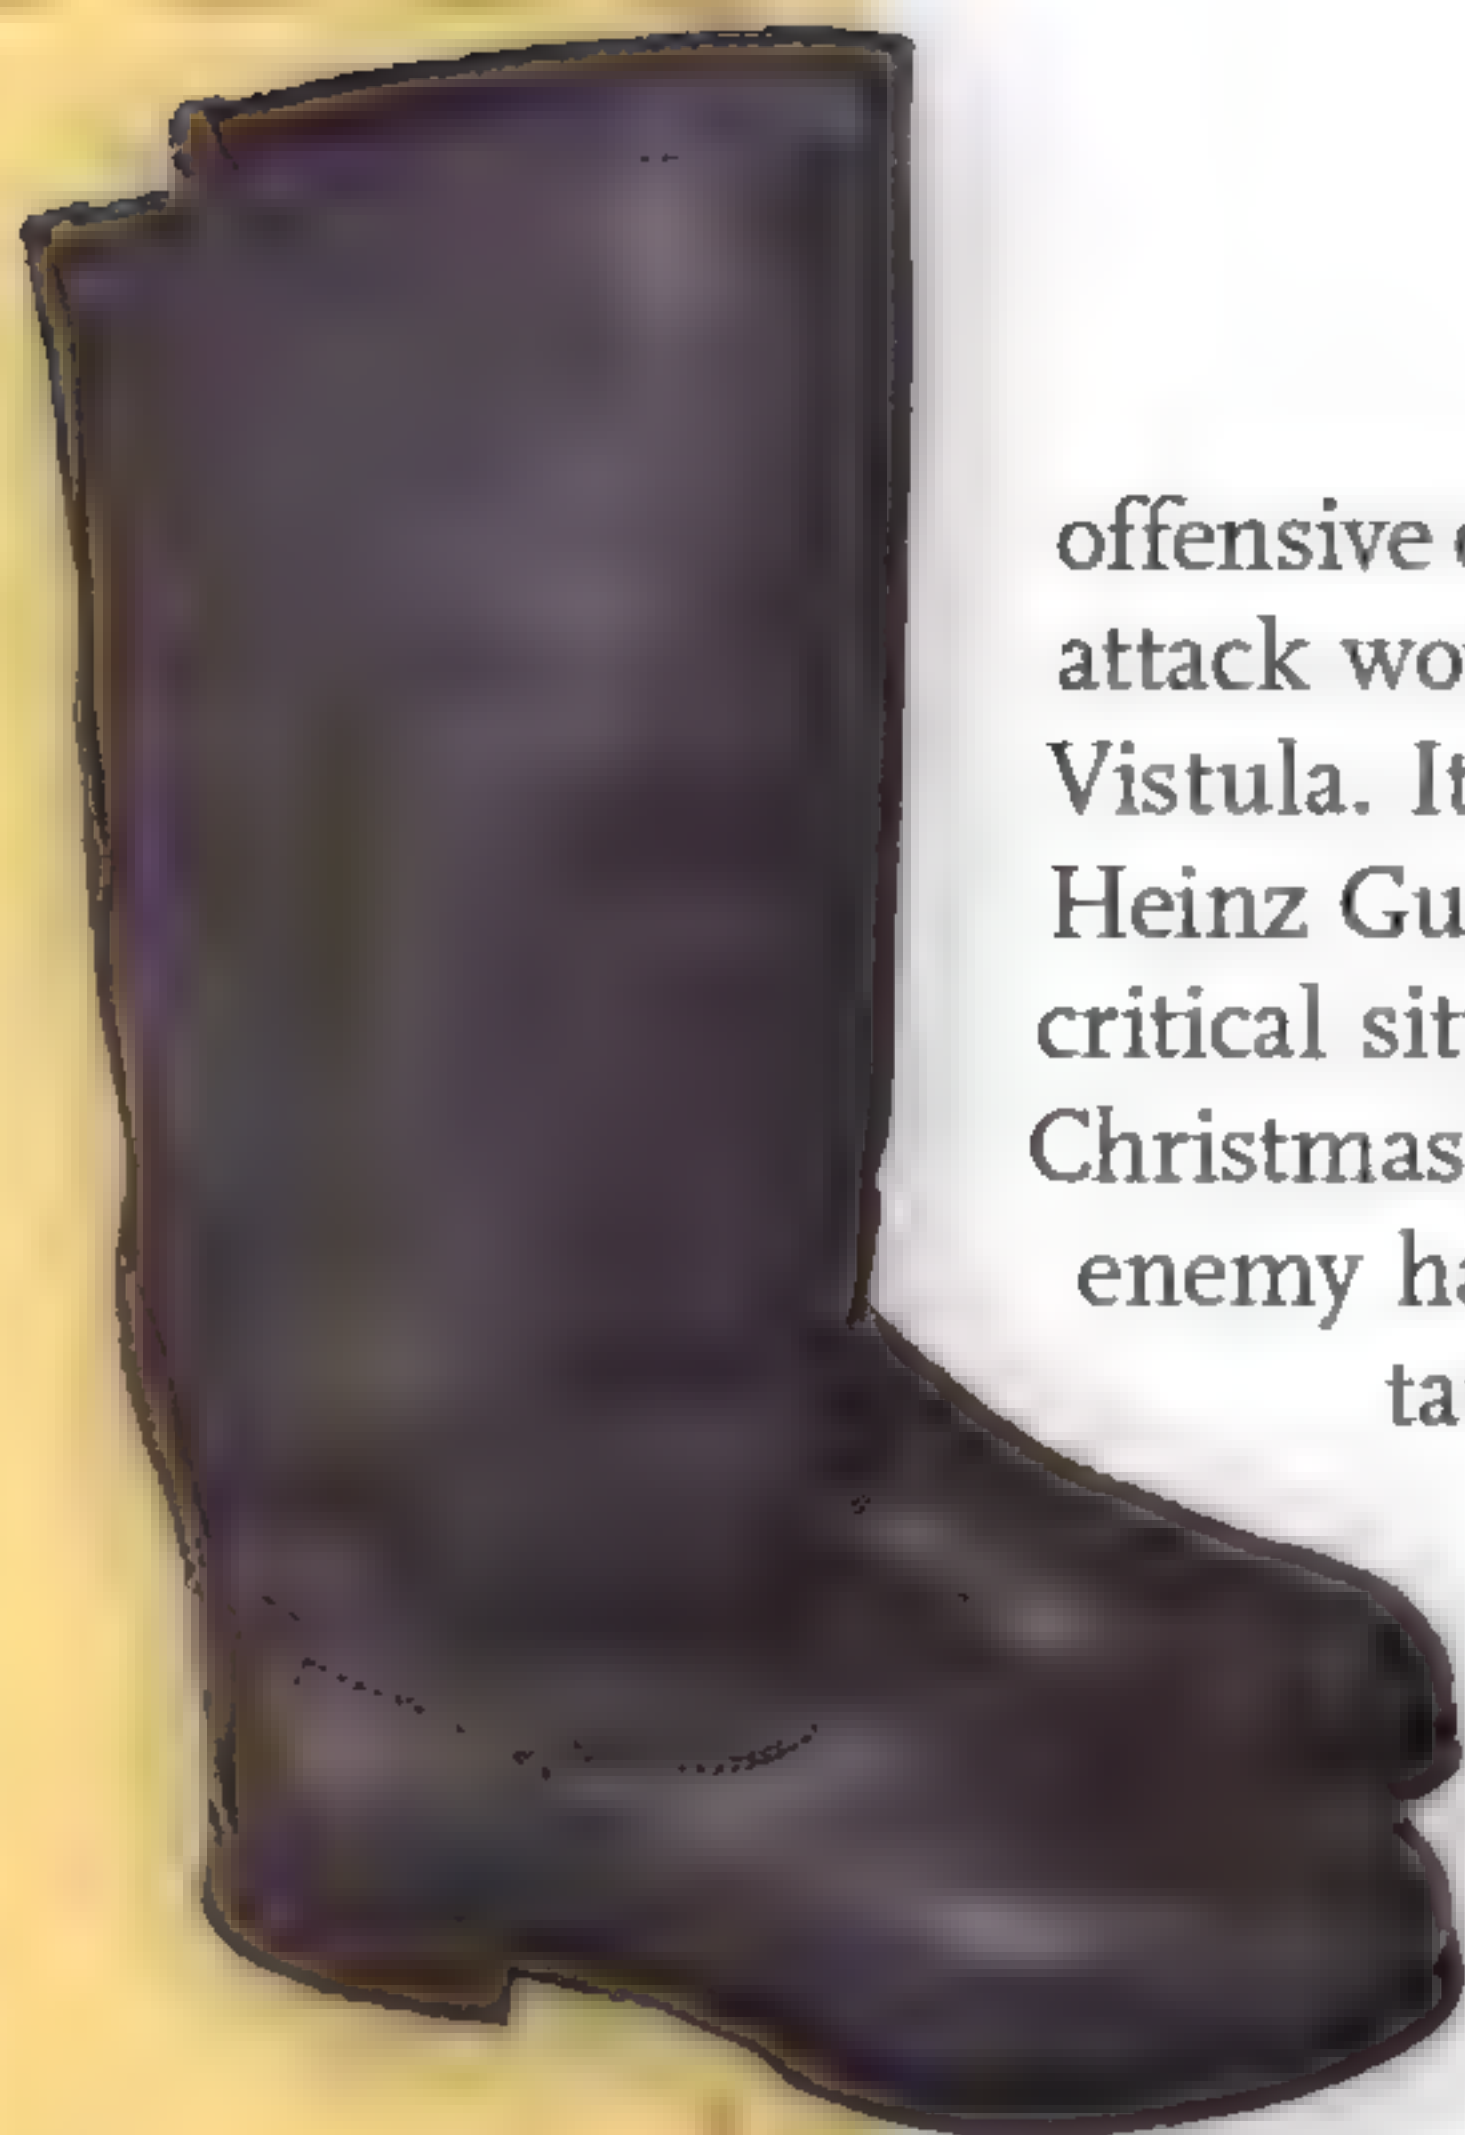 offensive
attack wo
Vistula. It
Heinz Gu
critical sit
Christmas
enemy ha
ta